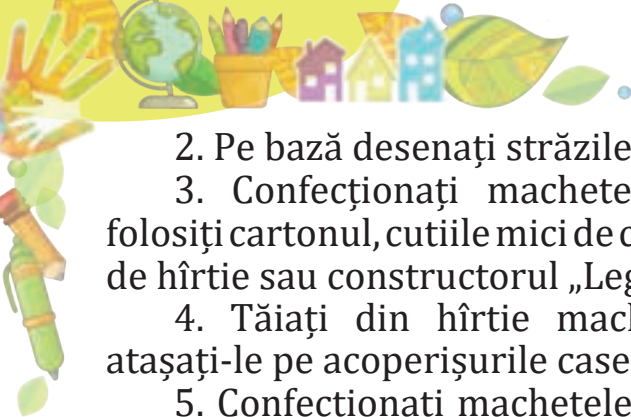 2. Pe bază desenați străzile
3. Confecționați machete
folosiți cartonul, cutiile mici de
de hîrtie sau constructorul „Leg
4. Tăiați din hîrtie
atașați-le pe acoperișurile case
5. Confecționați machetele